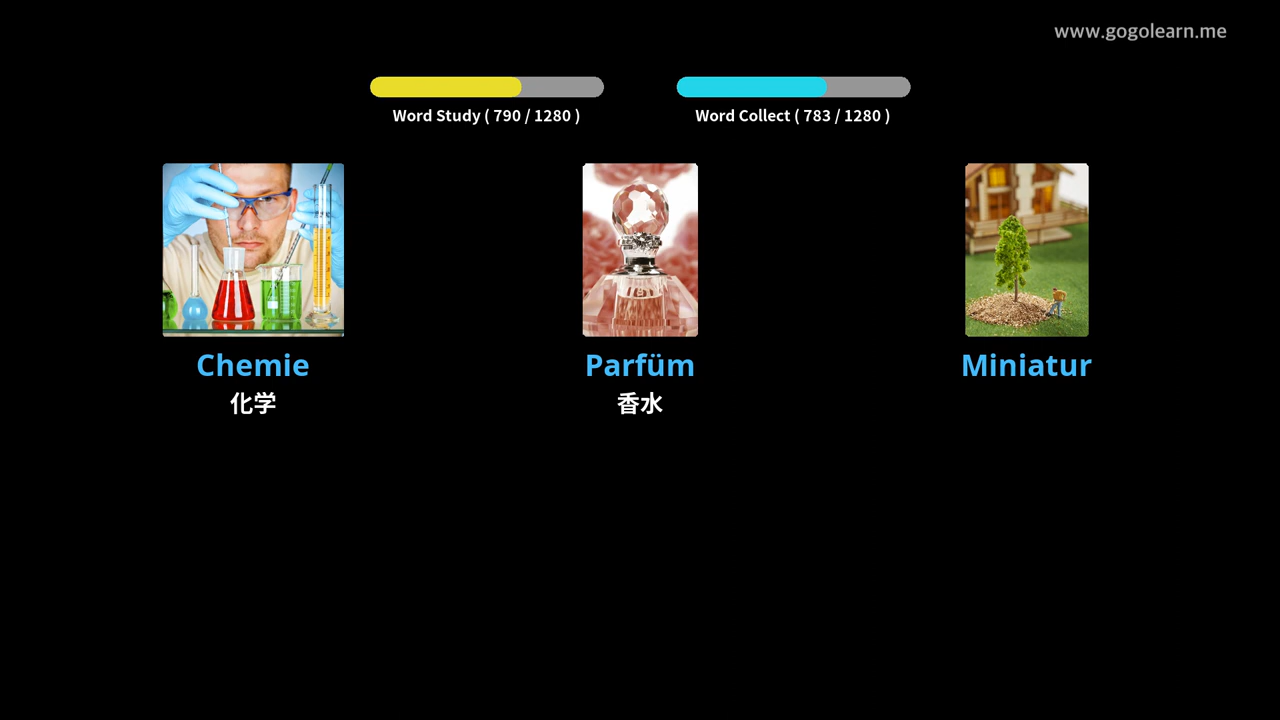 www.gogolearn.me
Word Study ( 790 / 1280 )
Word Collect ( 783 / 1280 )
Chemie
Parfüm
Miniatur
化学
香水